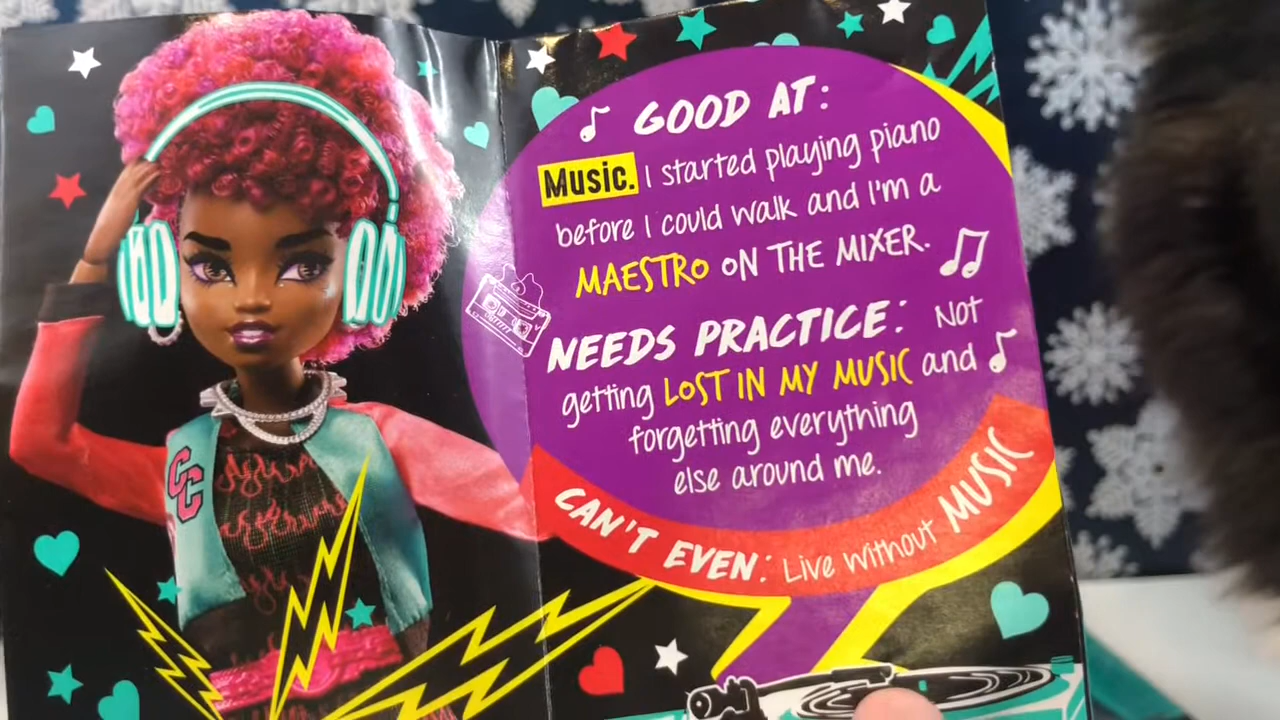 GOOD AT:
Music. I started playing piano
before I could walk and I'm a
MAESTRO ON THE MIXER.
NEEDS PRACTICE: Not
getting LOST IN MY MUSIC and
forgetting everything
else around me.
CAN'T EVEN: Live without MUSIC
CC